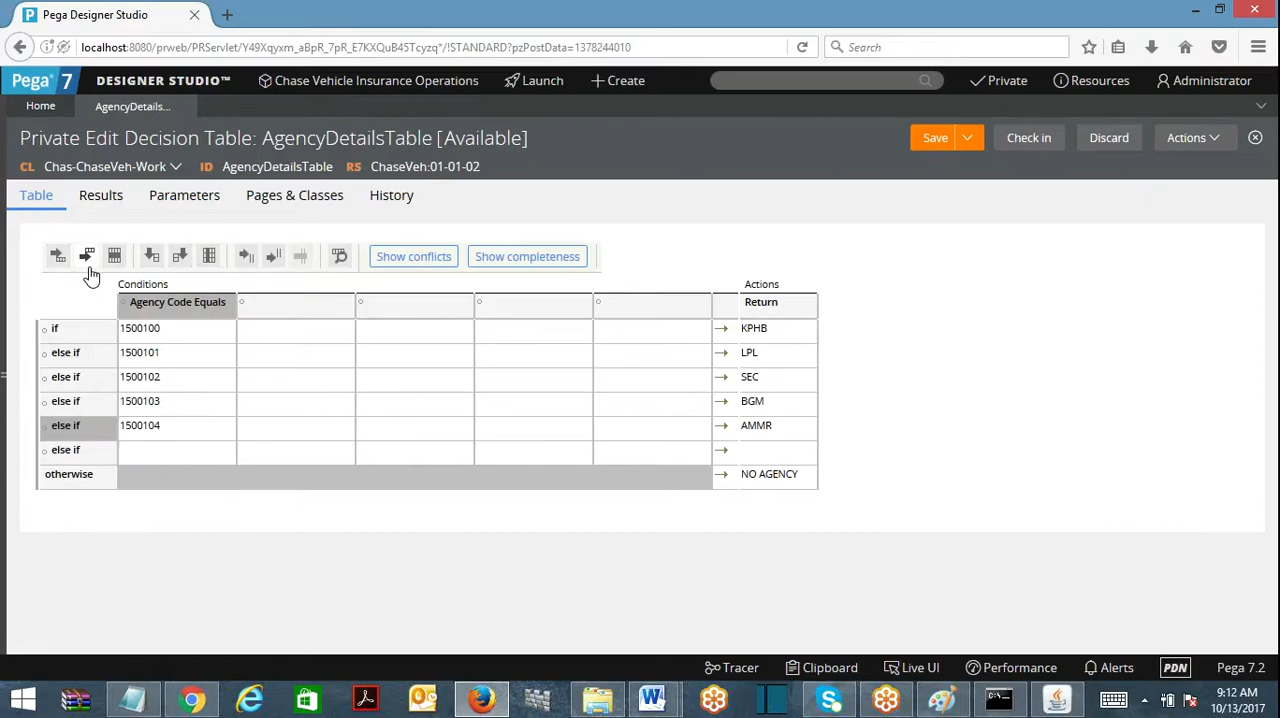 Pega Designer Studio
localhost:8080/prweb/PRServlet/Y49Xqyxm_aBpR_7pR_E7KXQuB45Tcyzq*/!STANDARD?pzPostData=1378244010
Search
Pega 7 DESIGNER STUDIO™ Chase Vehicle Insurance Operations Launch Create Private Resources Administrator
Home AgencyDetails...
Private Edit Decision Table: AgencyDetailsTable [Available] Save Check in Discard Actions
CL Chas-ChaseVeh-Work ID AgencyDetailsTable RS ChaseVeh:01-01-02
Table Results Parameters Pages & Classes History
Show conflicts Show completeness
Conditions Actions
Agency Code Equals Return
if 1500100 KPHB
else if 1500101 LPL
else if 1500102 SEC
else if 1500103 BGM
else if 1500104 AMMR
else if
otherwise NO AGENCY
Tracer Clipboard Live UI Performance Alerts PDN Pega 7.2
9:12 AM
10/13/2017